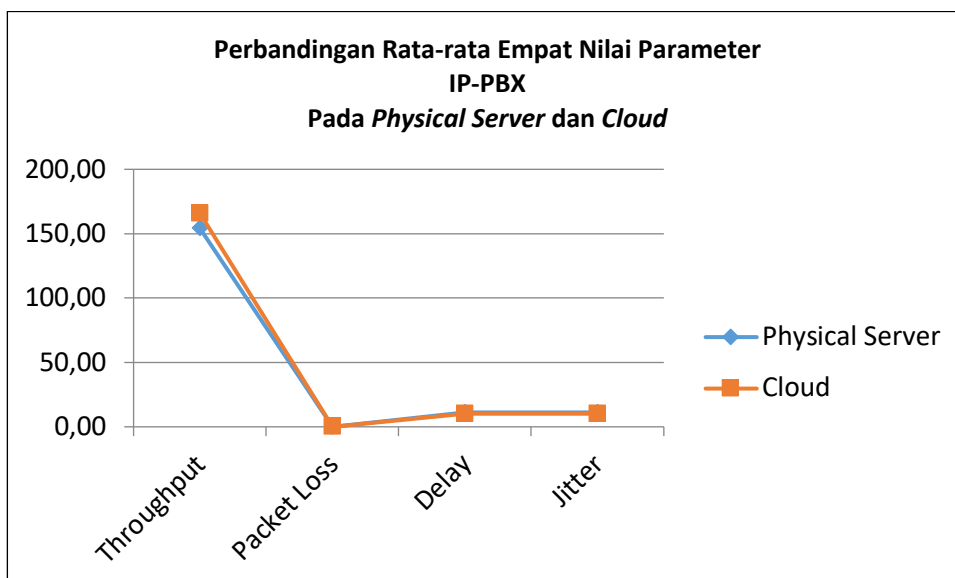 Perbandingan Rata-rata Empat Nilai Parameter
IP-PBX
Pada Physical Server dan Cloud
200,00
150,00
100,00
50,00
0,00
Throughput
Packet Loss
Delay
Jitter
Physical Server
Cloud